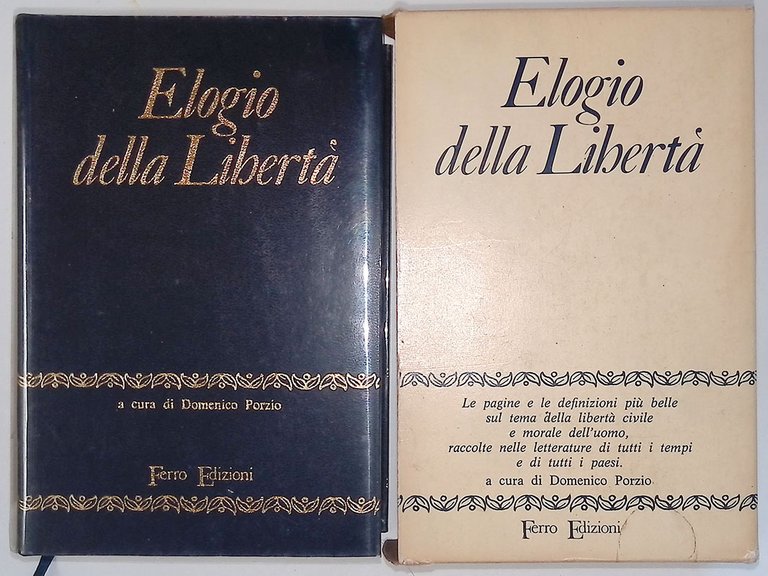 Elogio
della Libertà
a cura di Domenico Porzio
Ferro Edizioni
Elogio
della Libertà
Le pagine e le definizioni più belle
sul tema della libertà civile
e morale dell'uomo,
raccolte nelle letterature di tutti i tempi
e di tutti i paesi.
a cura di Domenico Porzio
Ferro Edizioni